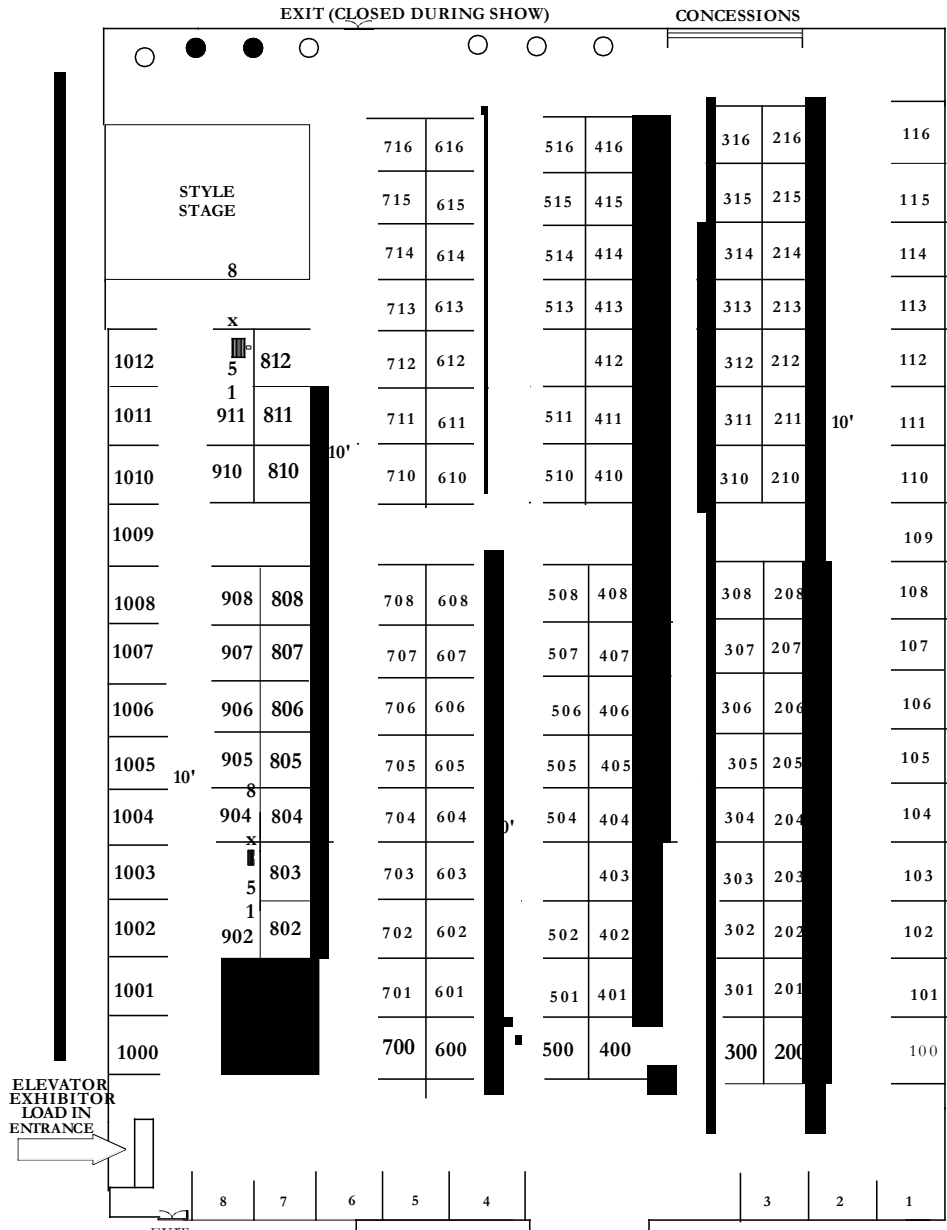 EXIT (CLOSED DURING SHOW) CONCESSIONS
716 616 516 416 316 216 116
STYLE
STAGE
715 615 515 415 315 215 115
714 614 514 414 314 214 114
8
713 613 513 413 313 213 113
x
1012 812 712 612 412 312 212 112
5
1
1011 911 811 711 611 511 411 311 211 10' 111
10'
1010 910 810 710 610 510 410 310 210 110
1009 109
1008 908 808 708 608 508 408 308 208 108
1007 907 807 707 607 507 407 307 207 107
1006 906 806 706 606 506 406 306 206 106
1005 905 805 705 605 505 405 305 205 105
10'
8
1004 904 804 704 604 504 404 304 204 104
x
1003 803 703 603 403 303 203 103
5
1
1002 902 802 702 602 502 402 302 202 102
1001 701 601 501 401 301 201 101
1000 700 600 500 400 300 200 100
ELEVATOR
EXHIBITOR
LOAD IN
ENTRANCE
8 7 6 5 4 3 2 1